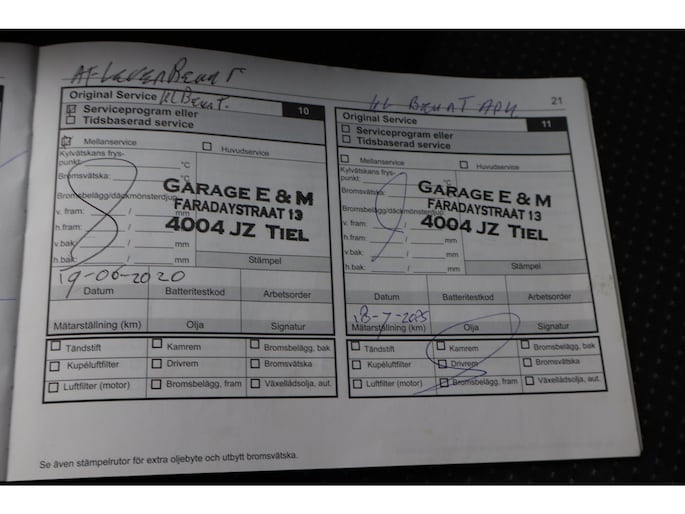 21
Original Service
10
Serviceprogram eller
Tidsbaserad service
Mellanservice
Huvudservice
Kylvätskans frys-
punkt: °C
Bromsvätska: °C
Bromsbelägg/däckmönsterdjup
v. fram: / mm
h.fram: / mm
v.bak: / mm
h.bak: / mm
GARAGE E & M
FARADAYSTRAAT 13
4004 JZ TIEL
Stämpel
19-06-2020
Datum
Batteritestkod
Arbetsorder
Mätarställning (km)
Olja
Signatur
Tändstift
Kamrem
Bromsbelägg, bak
Kupéluftfilter
Drivrem
Bromsvätska
Luftfilter (motor)
Bromsbelägg, fram
Växellådsolja, aut.
Original Service
11
Serviceprogram eller
Tidsbaserad service
Mellanservice
Huvudservice
Kylvätskans frys-
punkt: °C
Bromsvätska:
Bromsbelägg/däckmönsterdjup
v. fram: /
h.fram: / mm
v.bak: / mm
h.bak: / mm
GARAGE E & M
FARADAYSTRAAT 13
4004 JZ TIEL
Stämpel
Datum
Batteritestkod
Arbetsorder
18-7-2025
Mätarställning (km)
Olja
Signatur
Tändstift
Kamrem
Bromsbelägg, bak
Kupéluftfilter
Drivrem
Bromsvätska
Luftfilter (motor)
Bromsbelägg, fram
Växellådsolja, aut.
Se även stämpelrutor för extra oljebyte och utbytt bromsvätska.